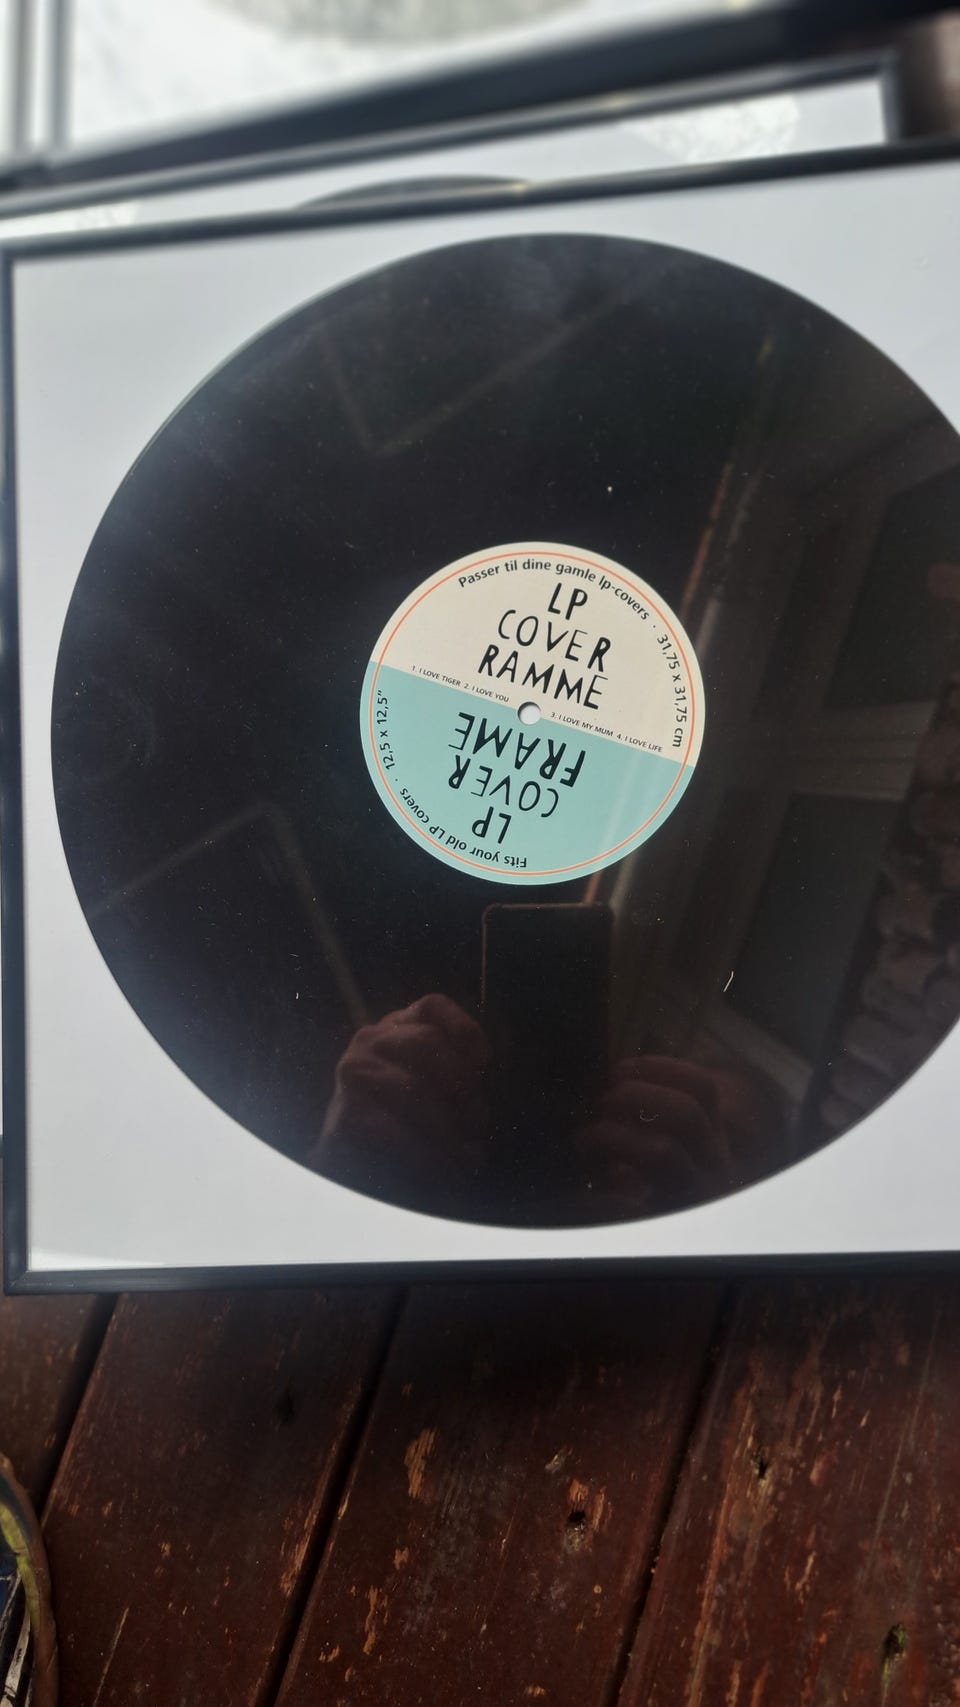 Passer til dine gamle lp-covers · 31,75 x 31,75 cm
LP
COVER
RAMME
1. I LOVE TIGER 2. I LOVE YOU 3. I LOVE MY MUM 4. I LOVE LIFE
LP
COVER
FRAME
Fits your old LP covers · 12,5 x 12,5"